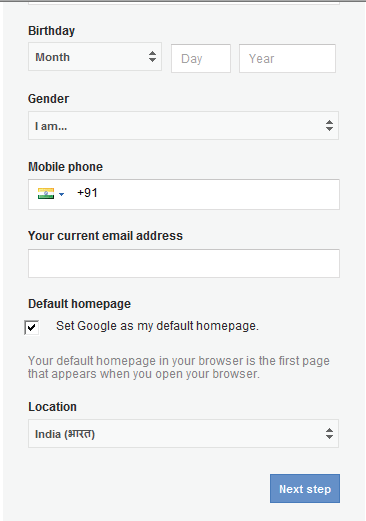 Birthday
Month Day Year
Gender
I am...
Mobile phone
+91
Your current email address
Default homepage
Set Google as my default homepage.
Your default homepage in your browser is the first page
that appears when you open your browser.
Location
India (भारत)
Next step